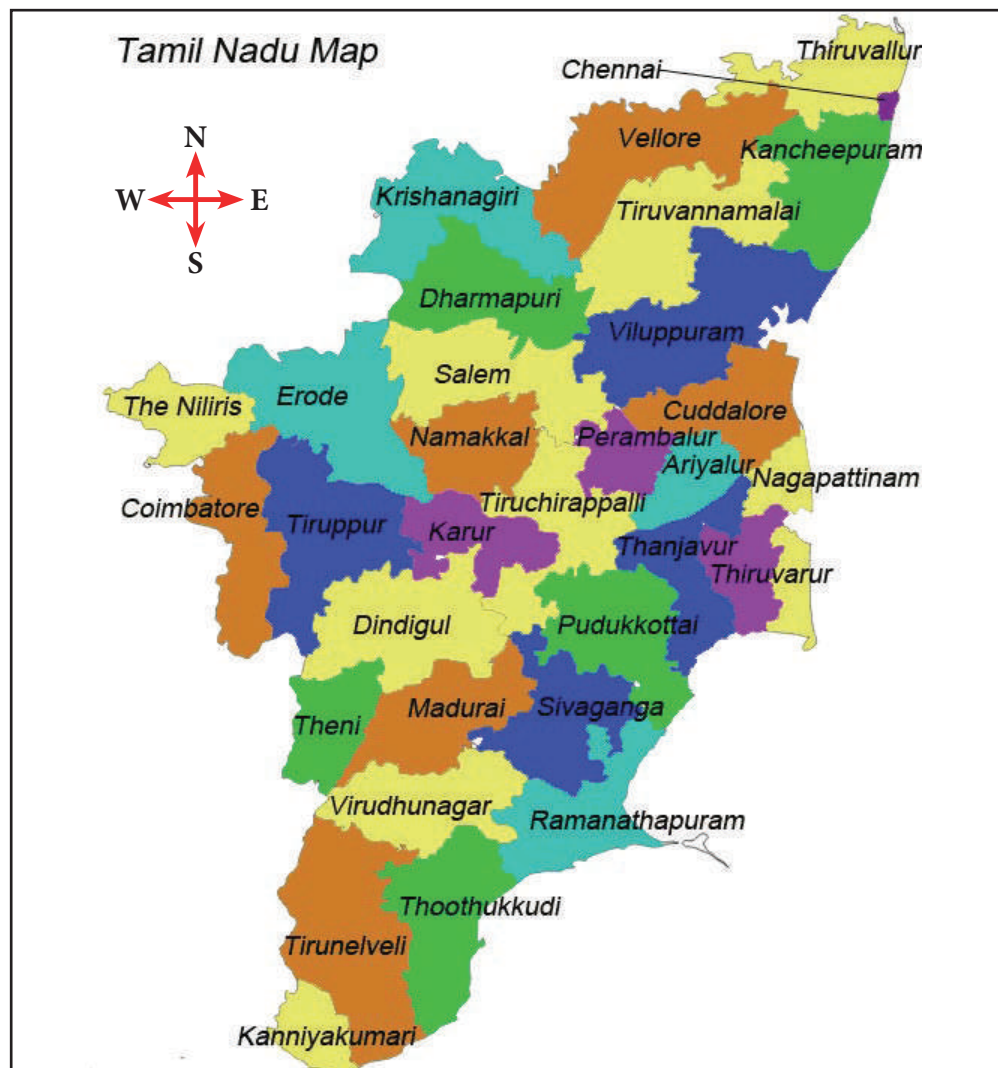 Tamil Nadu Map
Thiruvallur
Chennai
N
Vellore
Kancheepuram
W
E
Krishanagiri
Tiruvannamalai
S
Dharmapuri
Viluppuram
Salem
The Niliris
Erode
Cuddalore
Namakkal
Perambalur
Ariyalur
Nagapattinam
Coimbatore
Tiruchirappalli
Tiruppur
Karur
Thanjavur
Thiruvarur
Dindigul
Pudukkottai
Theni
Madurai
Sivaganga
Virudhunagar
Ramanathapuram
Thoothukkudi
Tirunelveli
Kanniyakumari